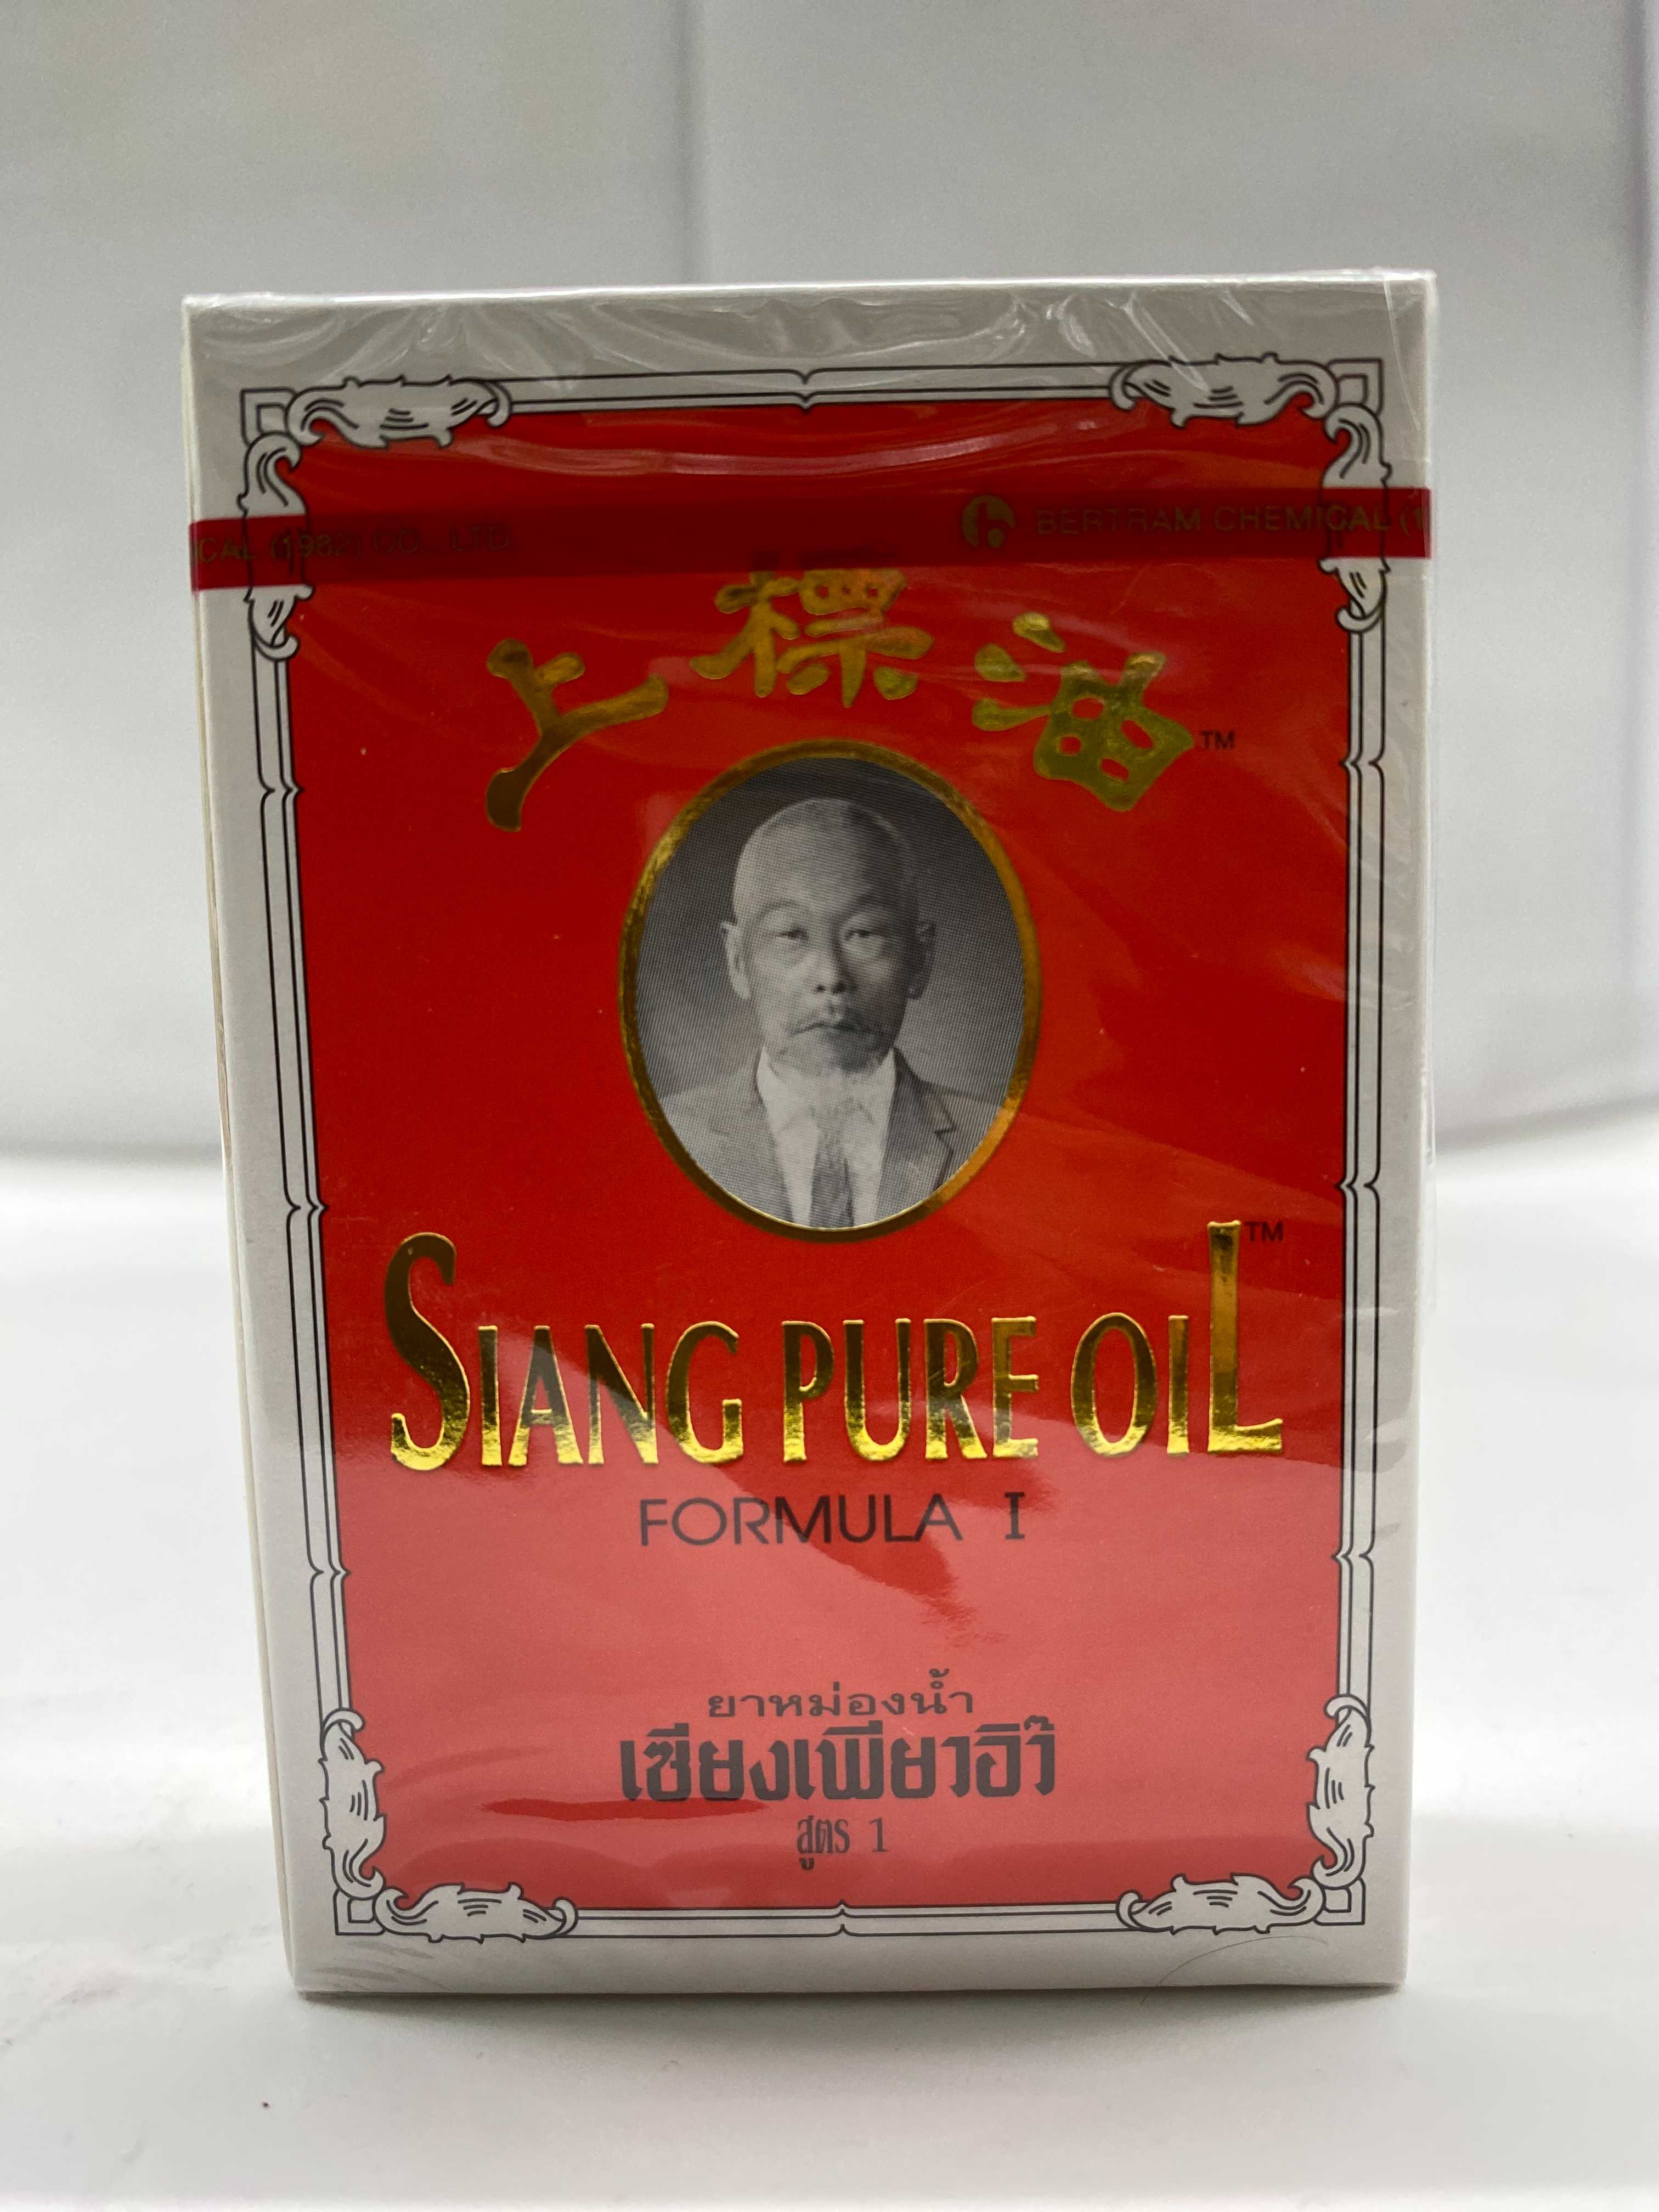 CAL (1982) CO., LTD. BERTRAM CHEMICAL (1
上標油™
SIANG PURE OIL™
FORMULA I
ยาหม่องน้ำ
เซียงเพียวอิ๊ว
สูตร 1